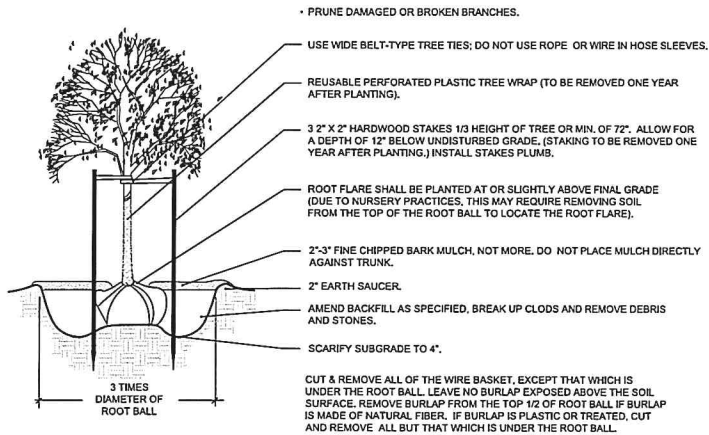 • PRUNE DAMAGED OR BROKEN BRANCHES.
USE WIDE BELT-TYPE TREE TIES; DO NOT USE ROPE OR WIRE IN HOSE SLEEVES.
REUSABLE PERFORATED PLASTIC TREE WRAP (TO BE REMOVED ONE YEAR
AFTER PLANTING).
3 2" X 2" HARDWOOD STAKES 1/3 HEIGHT OF TREE OR MIN. OF 72". ALLOW FOR
A DEPTH OF 12" BELOW UNDISTURBED GRADE. (STAKING TO BE REMOVED ONE
YEAR AFTER PLANTING.) INSTALL STAKES PLUMB.
ROOT FLARE SHALL BE PLANTED AT OR SLIGHTLY ABOVE FINAL GRADE
(DUE TO NURSERY PRACTICES, THIS MAY REQUIRE REMOVING SOIL
FROM THE TOP OF THE ROOT BALL TO LOCATE THE ROOT FLARE).
2"-3" FINE CHIPPED BARK MULCH, NOT MORE. DO NOT PLACE MULCH DIRECTLY
AGAINST TRUNK.
2" EARTH SAUCER.
AMEND BACKFILL AS SPECIFIED, BREAK UP CLODS AND REMOVE DEBRIS
AND STONES.
SCARIFY SUBGRADE TO 4".
3 TIMES
DIAMETER OF
ROOT BALL
CUT & REMOVE ALL OF THE WIRE BASKET, EXCEPT THAT WHICH IS
UNDER THE ROOT BALL. LEAVE NO BURLAP EXPOSED ABOVE THE SOIL
SURFACE. REMOVE BURLAP FROM THE TOP 1/2 OF ROOT BALL IF BURLAP
IS MADE OF NATURAL FIBER. IF BURLAP IS PLASTIC OR TREATED, CUT
AND REMOVE ALL BUT THAT WHICH IS UNDER THE ROOT BALL.